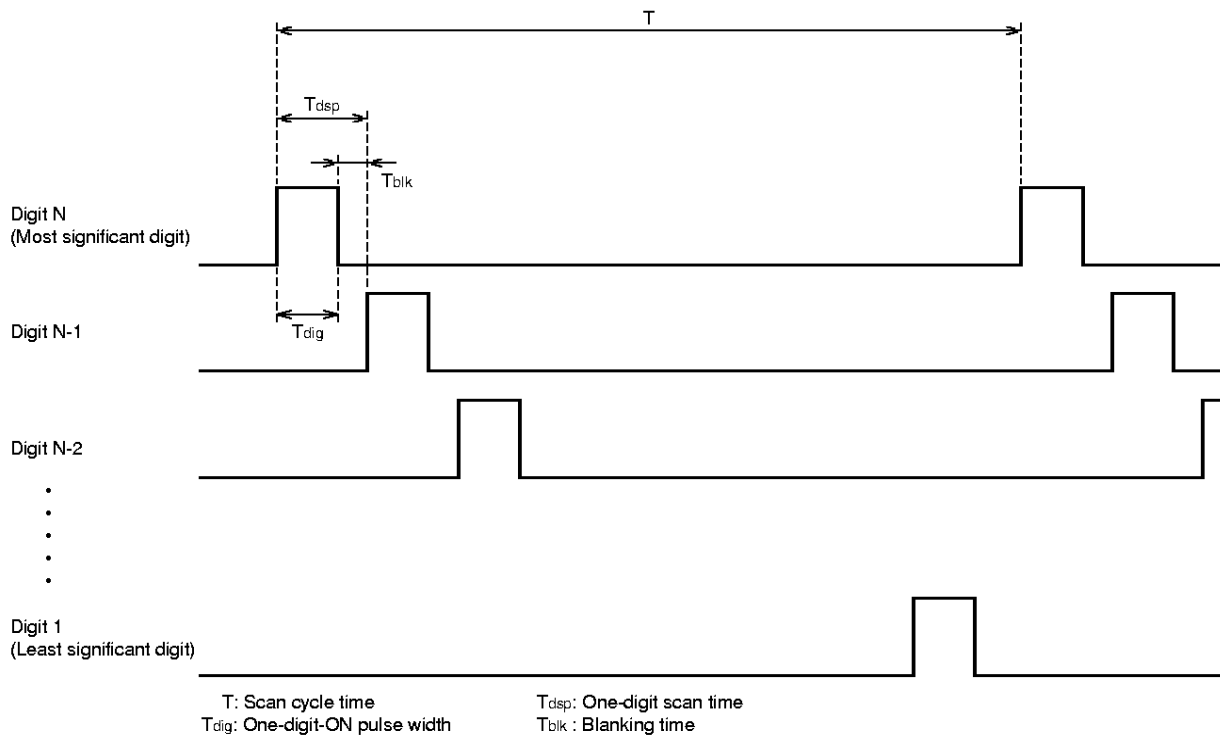 T
Tdsp
Tblk
Digit N
(Most significant digit)
Tdig
Digit N-1
Digit N-2
Digit 1
(Least significant digit)
T: Scan cycle time
Tdsp: One-digit scan time
Tdig: One-digit-ON pulse width
Tblk : Blanking time